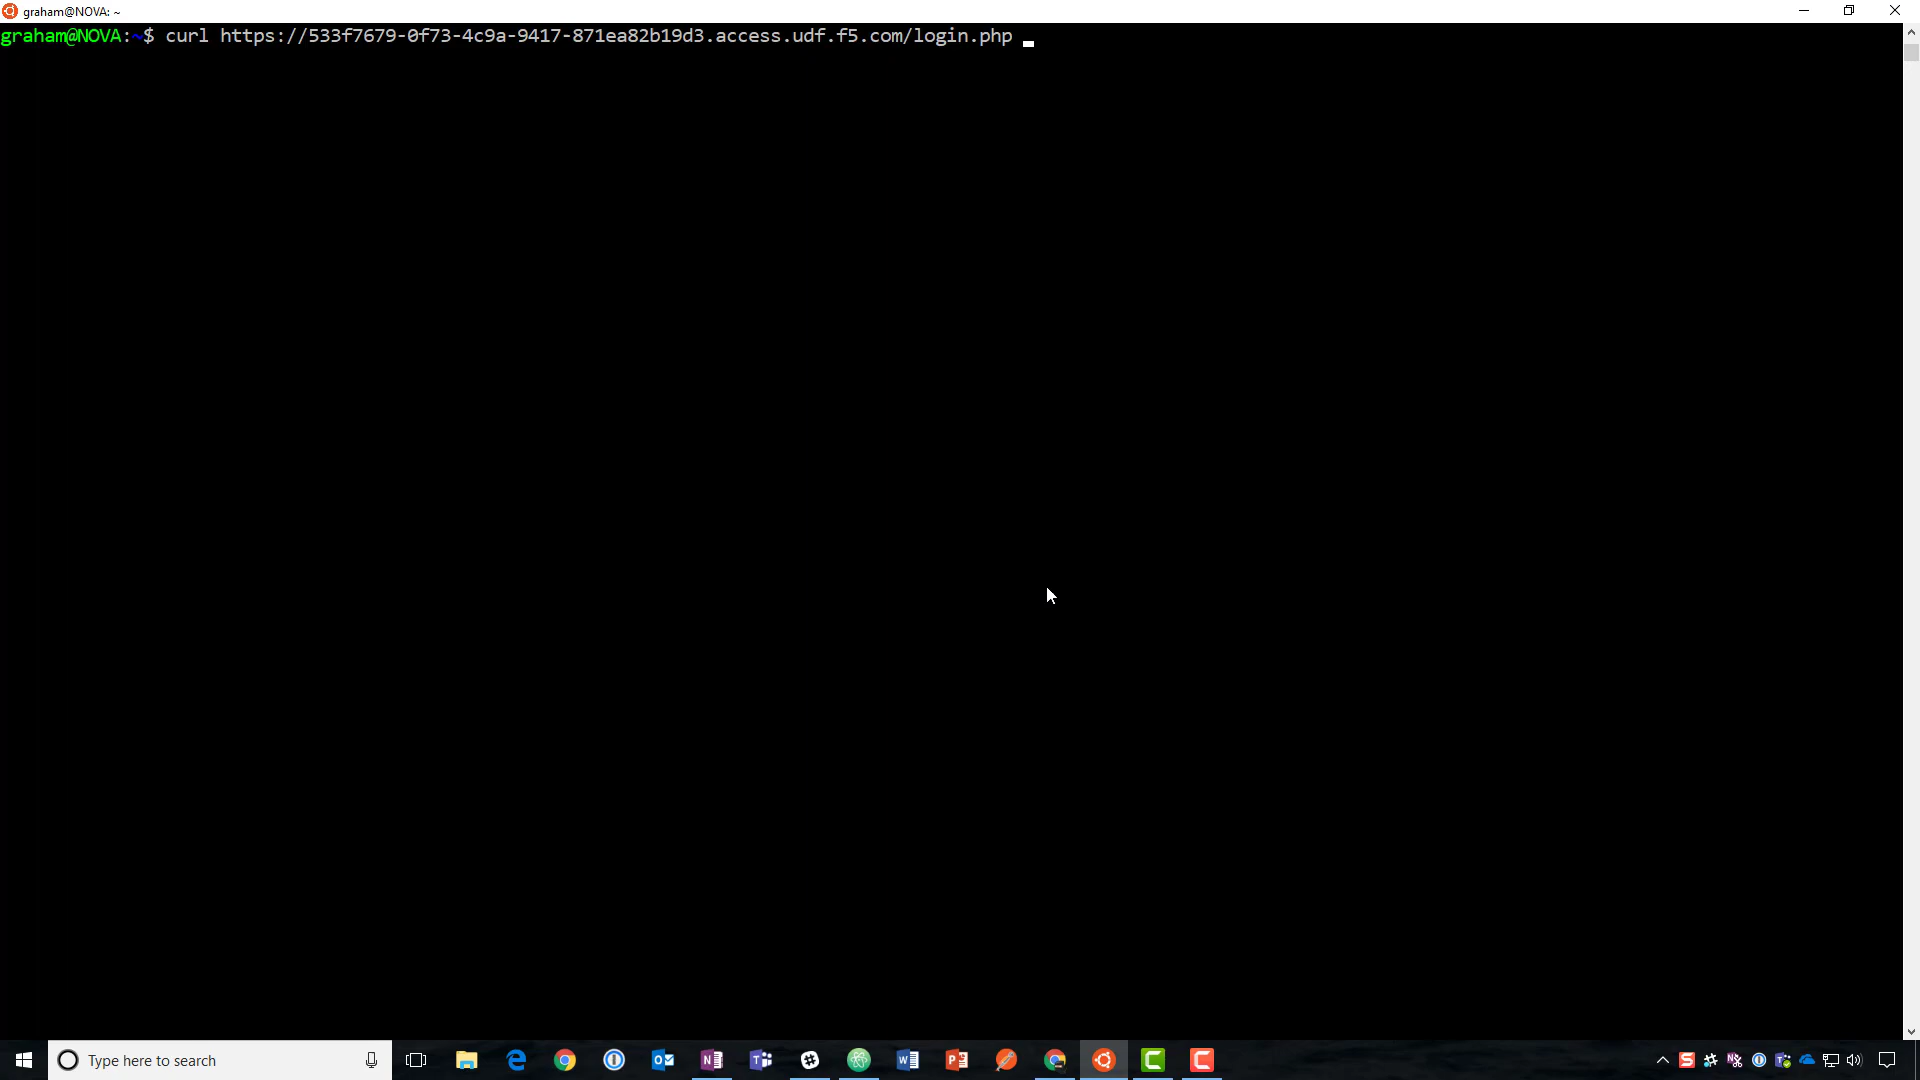 graham@NOVA: ~
graham@NOVA:~$ curl https://533f7679-0f73-4c9a-9417-871ea82b19d3.access.udf.f5.com/login.php
Type here to search